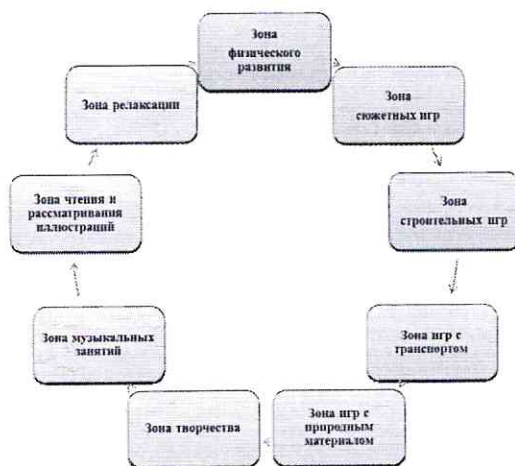 Зона
физического
развития
Зона
сюжетных игр
Зона
строительных игр
Зона игр с
транспортом
Зона игр с
природным
материалом
Зона творчества
Зона музыкальных
занятий
Зона чтения и
рассматривания
иллюстраций
Зона релаксации